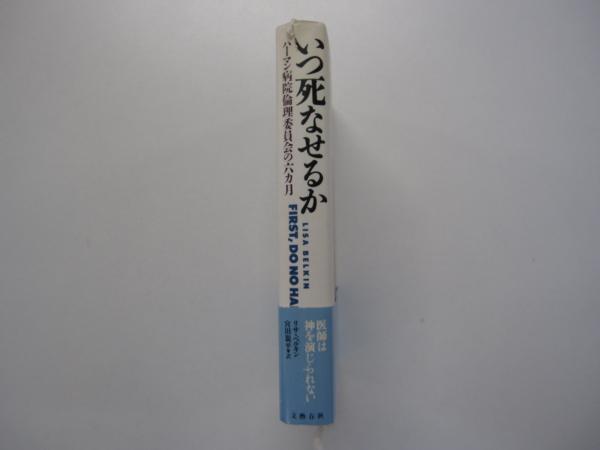 いつ死なせるか
ハーマン病院倫理委員会の六カ月
LISA BELKIN
FIRST, DO NO HA
医師は
神を演じられない
リサ・ベルキン
宮田親平◆訳
文藝春秋